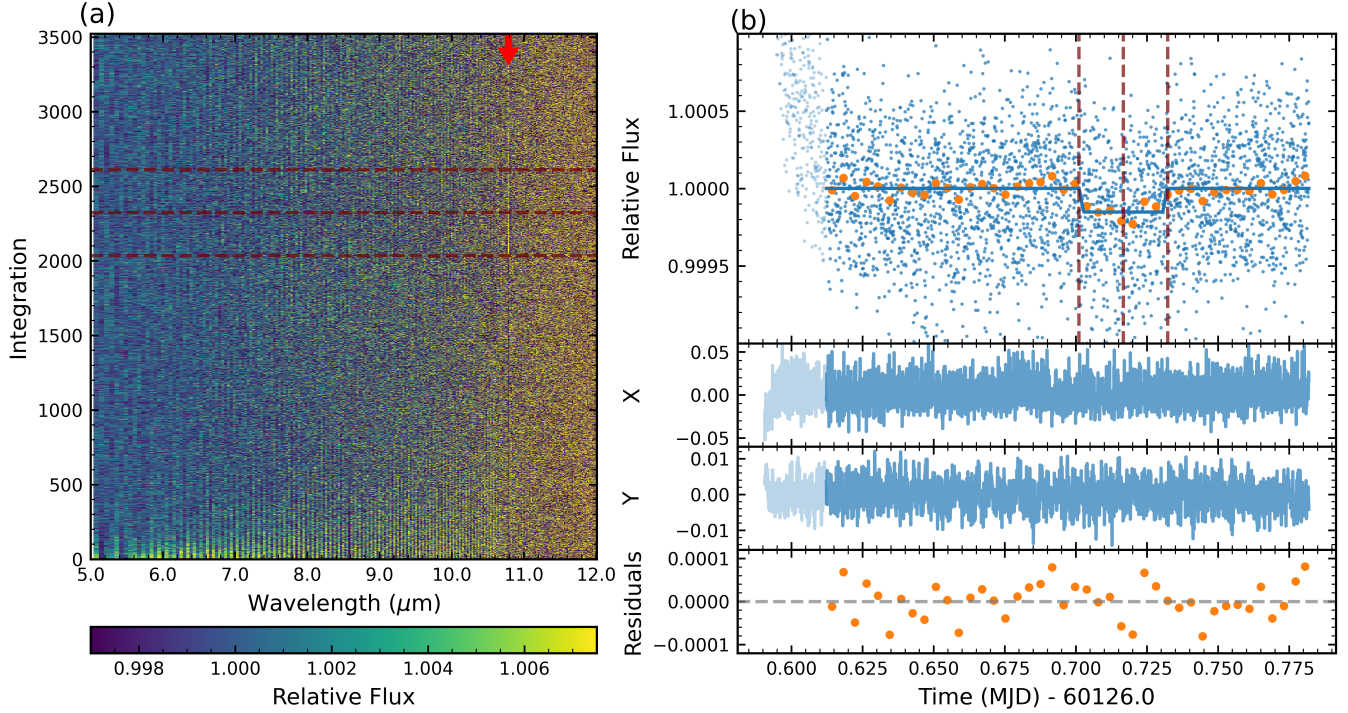 (a)
3500
3000
2500
2000
1500
1000
500
0
Integration
5.0 6.0 7.0 8.0 9.0 10.0 11.0 12.0
Wavelength (μm)
0.998 1.000 1.002 1.004 1.006
Relative Flux
(b)
1.0005
1.0000
0.9995
Relative Flux
0.05
0.00
−0.05
X
0.01
0.00
−0.01
Y
0.0001
0.0000
−0.0001
Residuals
0.600 0.625 0.650 0.675 0.700 0.725 0.750 0.775
Time (MJD) - 60126.0